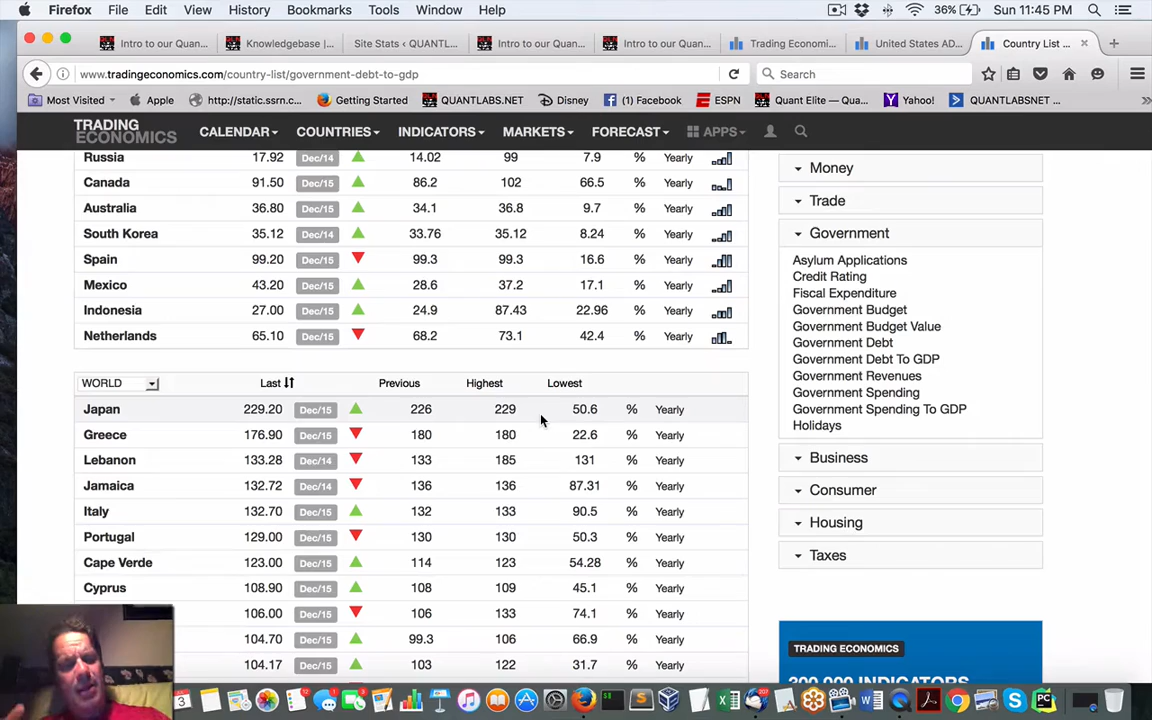 Firefox File Edit View History Bookmarks Tools Window Help 36% Sun 11:45 PM
Intro to our Quan... Knowledgebase |... Site Stats ‹ QUANTL... Intro to our Quan... Intro to our Quan... Trading Economi... United States AD... Country List ...
www.tradingeconomics.com/country-list/government-debt-to-gdp Search
Most Visited Apple http://static.ssrn.c... Getting Started QUANTLABS.NET Disney (1) Facebook ESPN Quant Elite — Qua... Yahoo! QUANTLABSNET ...
TRADING ECONOMICS CALENDAR COUNTRIES INDICATORS MARKETS FORECAST APPS
Russia 17.92 Dec/14 14.02 99 7.9 % Yearly
Canada 91.50 Dec/15 86.2 102 66.5 % Yearly
Australia 36.80 Dec/15 34.1 36.8 9.7 % Yearly
South Korea 35.12 Dec/14 33.76 35.12 8.24 % Yearly
Spain 99.20 Dec/15 99.3 99.3 16.6 % Yearly
Mexico 43.20 Dec/15 28.6 37.2 17.1 % Yearly
Indonesia 27.00 Dec/15 24.9 87.43 22.96 % Yearly
Netherlands 65.10 Dec/15 68.2 73.1 42.4 % Yearly
WORLD Last Previous Highest Lowest
Japan 229.20 Dec/15 226 229 50.6 % Yearly
Greece 176.90 Dec/15 180 180 22.6 % Yearly
Lebanon 133.28 Dec/14 133 185 131 % Yearly
Jamaica 132.72 Dec/14 136 136 87.31 % Yearly
Italy 132.70 Dec/15 132 133 90.5 % Yearly
Portugal 129.00 Dec/15 130 130 50.3 % Yearly
Cape Verde 123.00 Dec/15 114 123 54.28 % Yearly
Cyprus 108.90 Dec/15 108 109 45.1 % Yearly
106.00 Dec/15 106 133 74.1 % Yearly
104.70 Dec/15 99.3 106 66.9 % Yearly
104.17 Dec/15 103 122 31.7 % Yearly
Money
Trade
Government
Asylum Applications
Credit Rating
Fiscal Expenditure
Government Budget
Government Budget Value
Government Debt
Government Debt To GDP
Government Revenues
Government Spending
Government Spending To GDP
Holidays
Business
Consumer
Housing
Taxes
TRADING ECONOMICS
300,000 INDICATORS